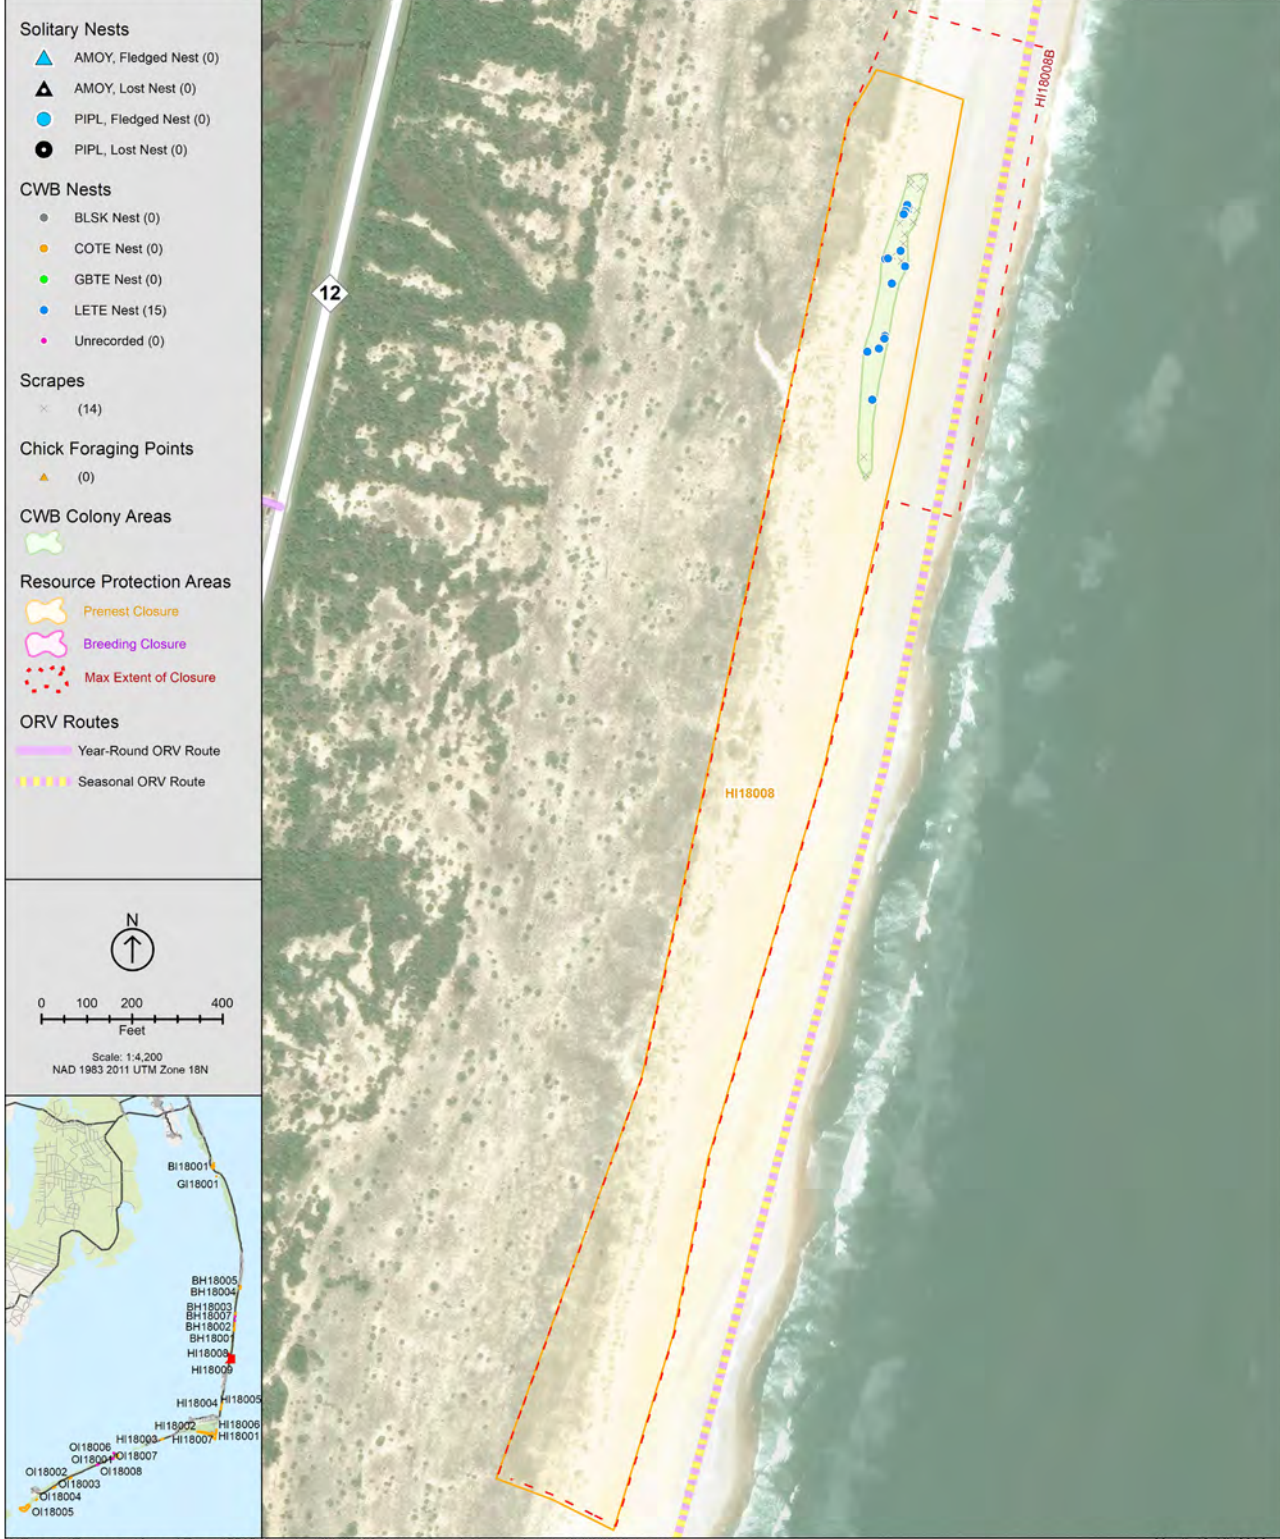 Solitary Nests
AMOY, Fledged Nest (0)
AMOY, Lost Nest (0)
PIPL, Fledged Nest (0)
PIPL, Lost Nest (0)
CWB Nests
BLSK Nest (0)
COTE Nest (0)
GBTE Nest (0)
LETE Nest (15)
Unrecorded (0)
Scrapes
(14)
Chick Foraging Points
(0)
CWB Colony Areas
Resource Protection Areas
Prenest Closure
Breeding Closure
Max Extent of Closure
ORV Routes
Year-Round ORV Route
Seasonal ORV Route
N
0 100 200 400
Feet
Scale: 1:4,200
NAD 1983 2011 UTM Zone 18N
BI18001
GI18001
BH18005
BH18004
BH18003
BH18007
BH18002
BH18001
HI18008
HI18009
HI18005
HI18004
HI18006
HI18002
HI18001
HI18003
HI18007
OI18006
OI18007
OI18001
OI18008
OI18002
OI18003
OI18004
OI18005
12
HI18008B
HI18008